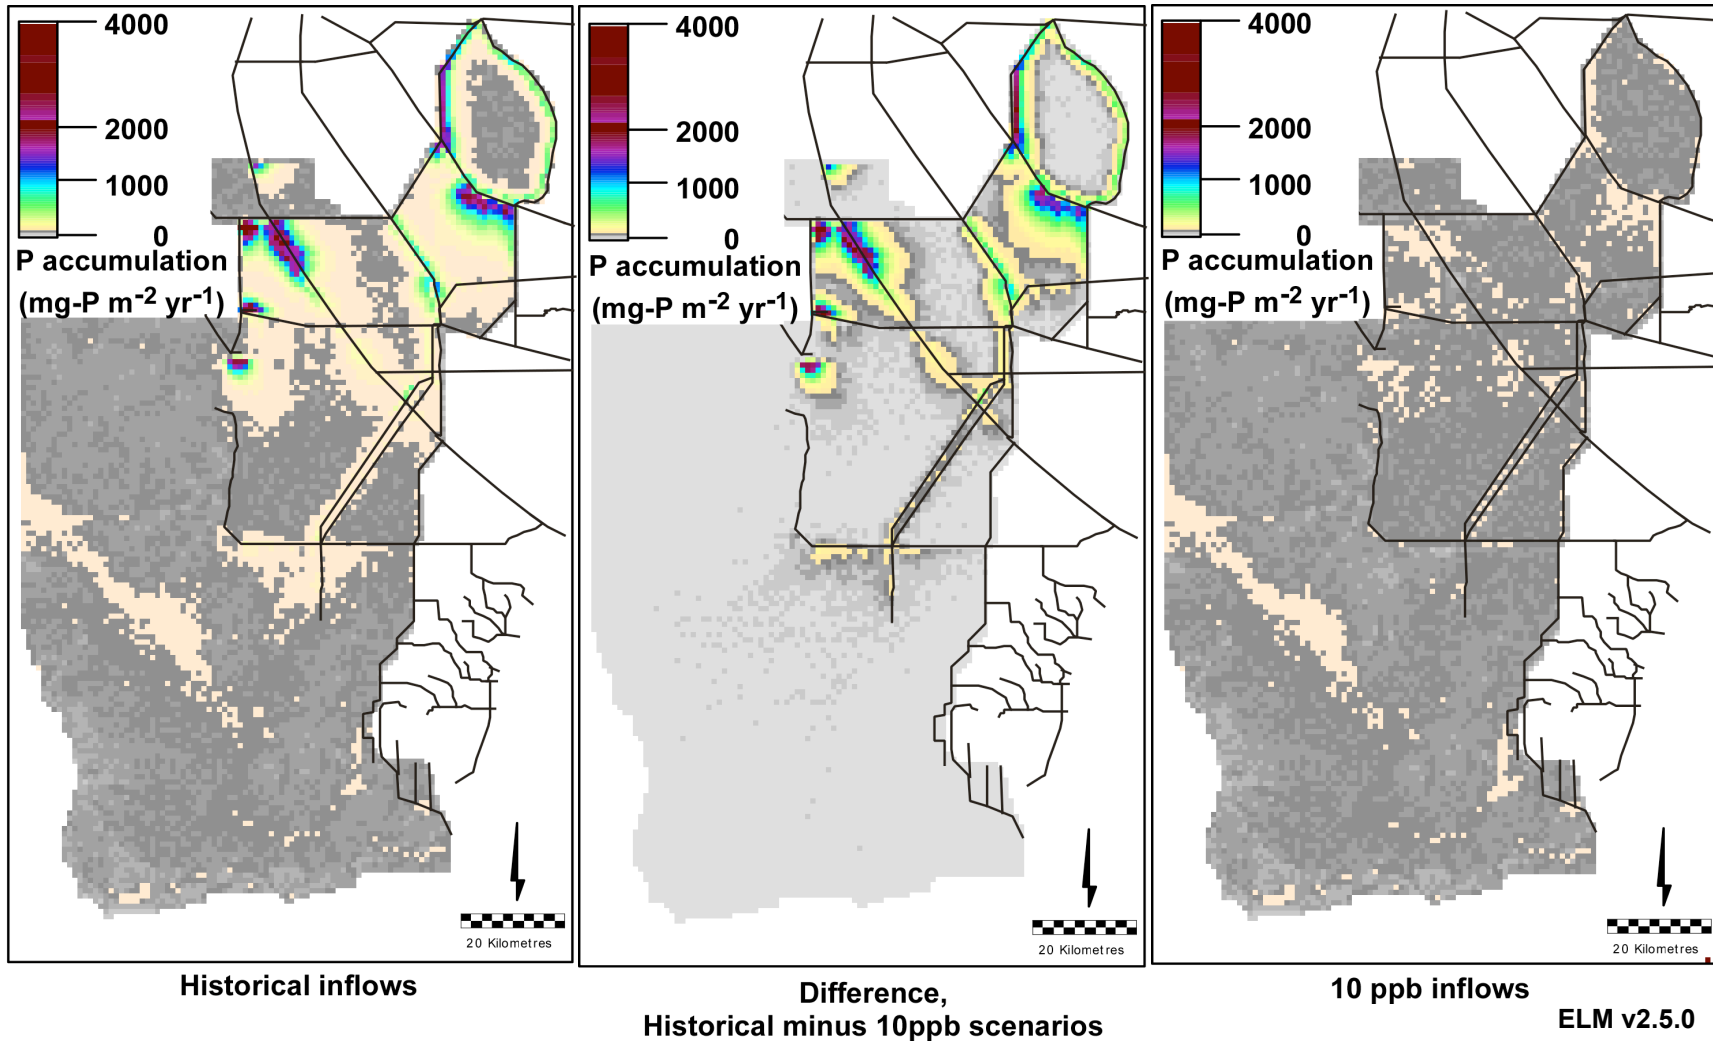 4000
2000
1000
0
P accumulation
(mg-P m⁻² yr⁻¹)
20 Kilometres
Historical inflows
4000
2000
1000
0
P accumulation
(mg-P m⁻² yr⁻¹)
20 Kilometres
Difference,
Historical minus 10ppb scenarios
4000
2000
1000
0
P accumulation
(mg-P m⁻² yr⁻¹)
20 Kilometres
10 ppb inflows
ELM v2.5.0